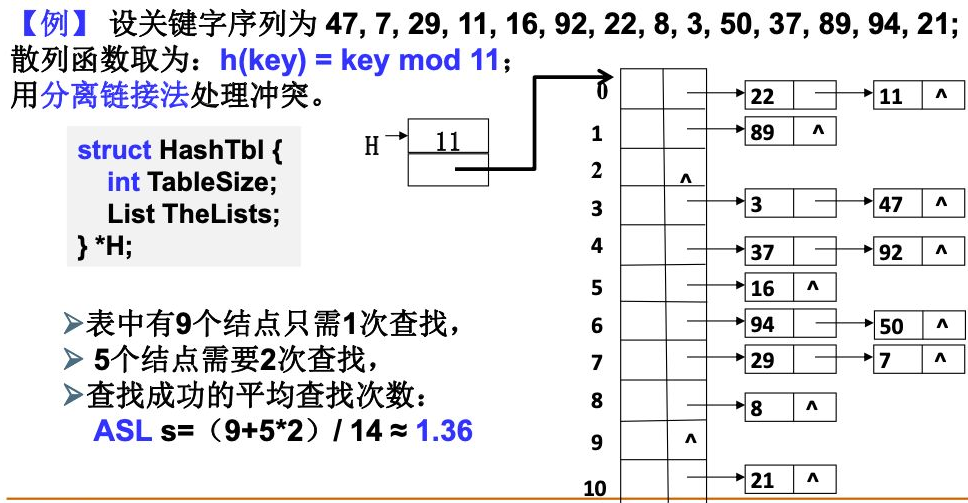 【例】 设关键字序列为 47, 7, 29, 11, 16, 92, 22, 8, 3, 50, 37, 89, 94, 21;
散列函数取为：h(key) = key mod 11；
用分离链接法处理冲突。
struct HashTbl {
int TableSize;
List TheLists;
} *H;
H
11
0 22 11 ^
1 89 ^
2 ^
3 3 47 ^
4 37 92 ^
5 16 ^
6 94 50 ^
7 29 7 ^
8 8 ^
9 ^
10 21 ^
➢表中有9个结点只需1次查找，
➢ 5个结点需要2次查找，
➢查找成功的平均查找次数：
ASL s=（9+5*2）/ 14 ≈ 1.36